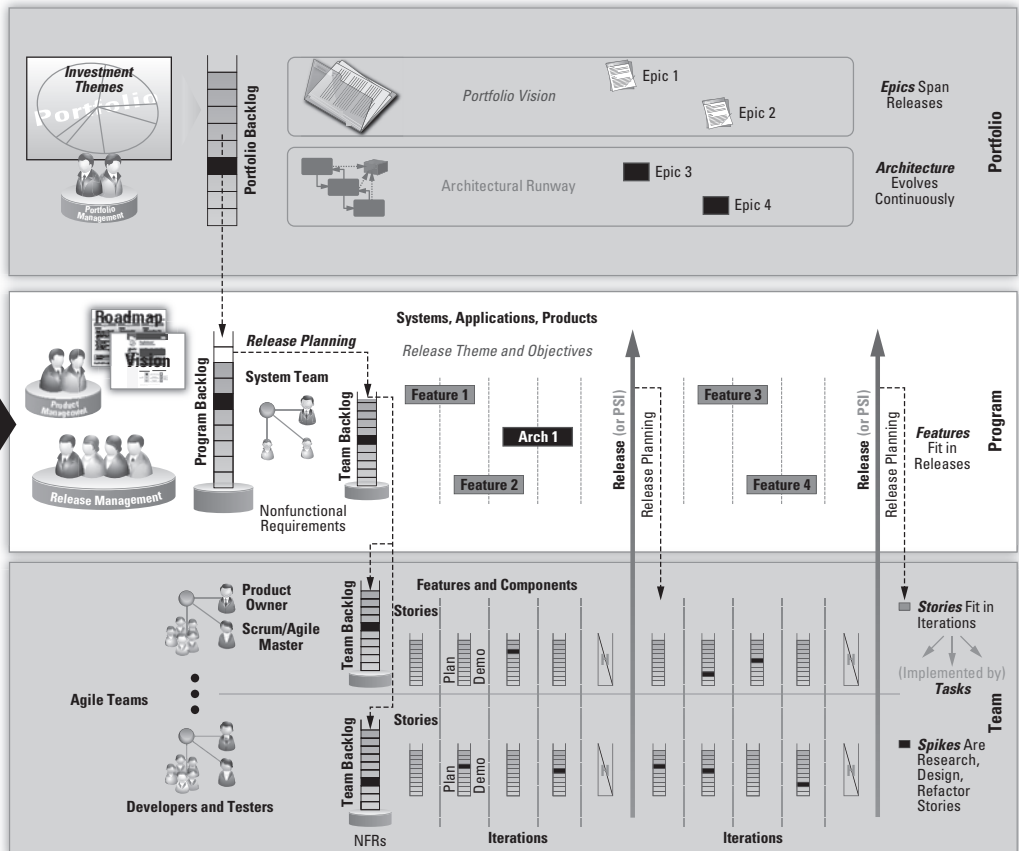 Investment
Themes
Portfolio
Portfolio
Management
Portfolio Backlog
Portfolio Vision
Epic 1
Epic 2
Epics Span
Releases
Architectural Runway
Epic 3
Epic 4
Architecture
Evolves
Continuously
Portfolio
Roadmap
Vision
Product
Management
Release Management
Program Backlog
Release Planning
System Team
Team Backlog
Nonfunctional
Requirements
Systems, Applications, Products
Release Theme and Objectives
Feature 1
Arch 1
Feature 2
Release (or PSI)
Release Planning
Feature 3
Feature 4
Release (or PSI)
Release Planning
Features
Fit in
Releases
Program
Product
Owner
Scrum/Agile
Master
Agile Teams
Developers and Testers
Team Backlog
Features and Components
Stories
Plan
Demo
N
N
Team Backlog
Stories
Plan
Demo
N
N
NFRs
Iterations
Iterations
Stories Fit in
Iterations
(Implemented by)
Tasks
Spikes Are
Research,
Design,
Refactor
Stories
Team